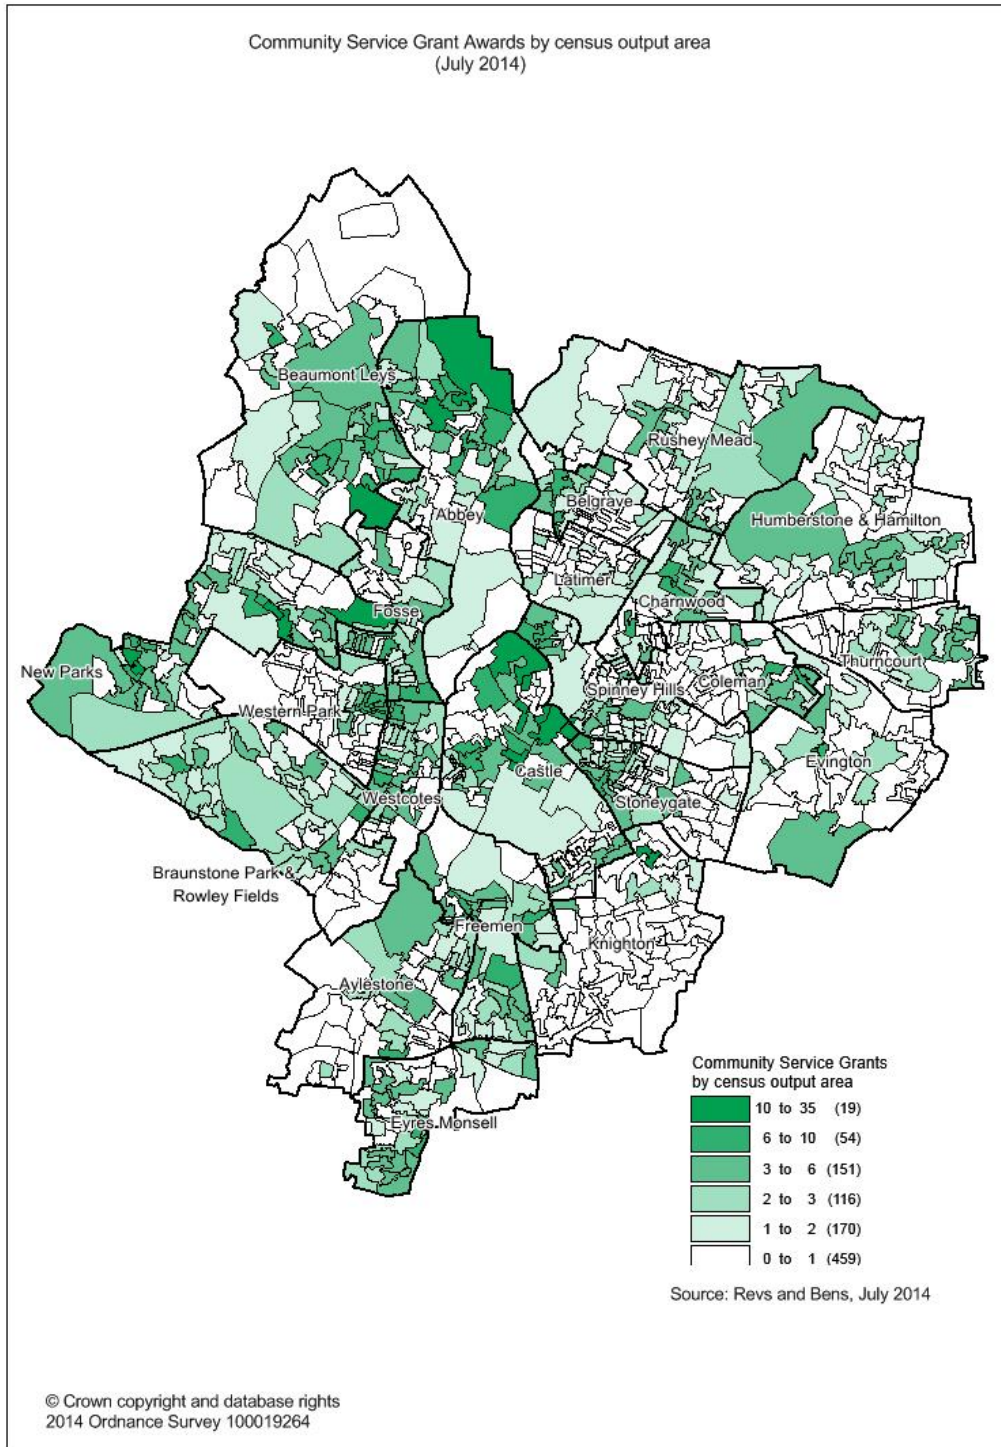 Community Service Grant Awards by census output area
(July 2014)
Beaumont Leys
Rushey Mead
Belgrave
Abbey
Humberstone & Hamilton
Latimer
Charnwood
Fosse
New Parks
Thurncourt
Coleman
Spinney Hills
Western Park
Evington
Castle
Westcotes
Stoneygate
Braunstone Park &
Rowley Fields
Freemen
Knighton
Aylestone
Eyres Monsell
Community Service Grants
by census output area
10 to 35 (19)
6 to 10 (54)
3 to 6 (151)
2 to 3 (116)
1 to 2 (170)
0 to 1 (459)
Source: Revs and Bens, July 2014
© Crown copyright and database rights
2014 Ordnance Survey 100019264